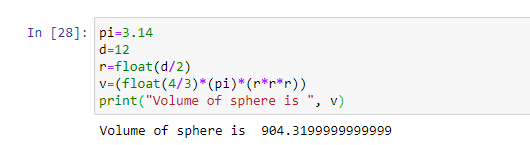 In [28]: pi=3.14
d=12
r=float(d/2)
v=(float(4/3)*(pi)*(r*r*r))
print("Volume of sphere is ", v)
Volume of sphere is  904.3199999999999